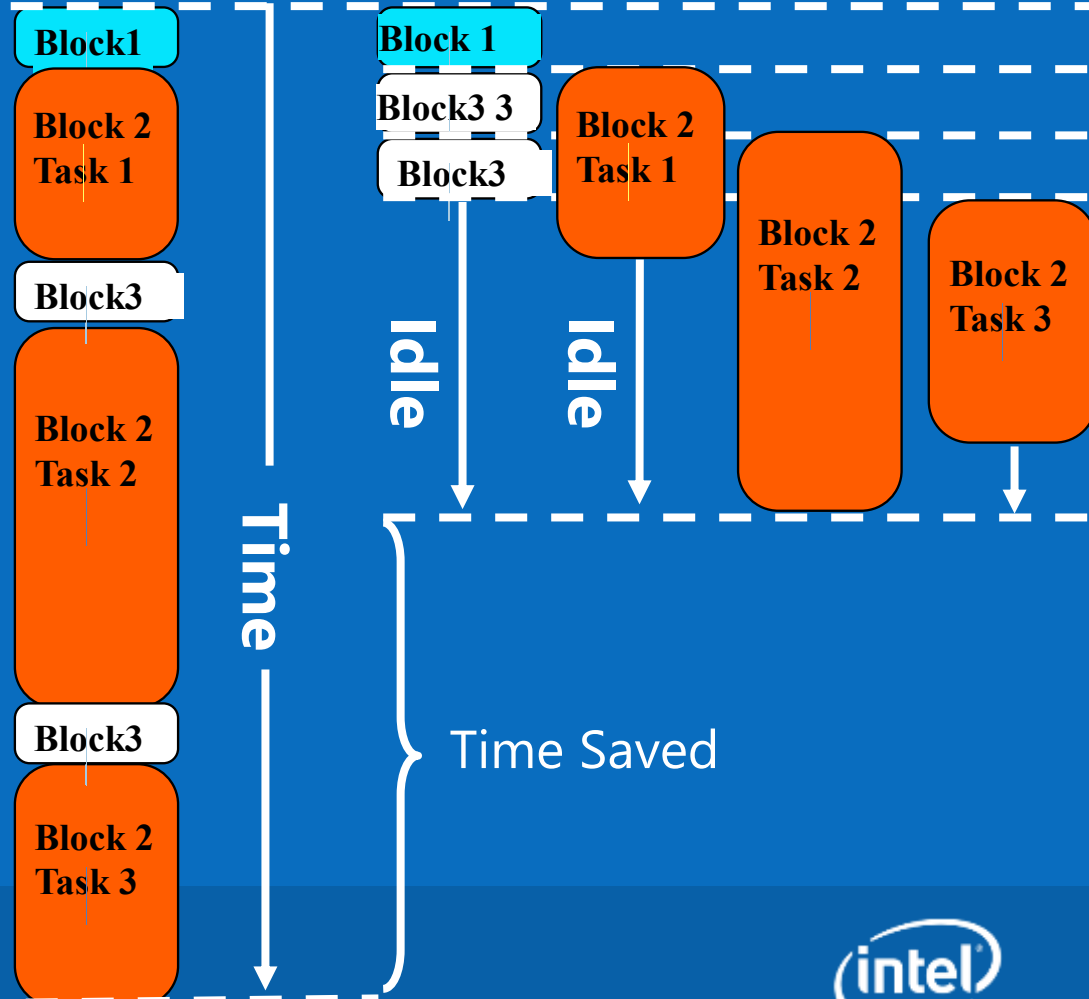 Block1
Block 2
Task 1
Block3
Block 2
Task 2
Block3
Block 2
Task 3
Time
Block 1
Block3 3
Block3
Idle
Block 2
Task 1
Idle
Block 2
Task 2
Block 2
Task 3
Time Saved
intel